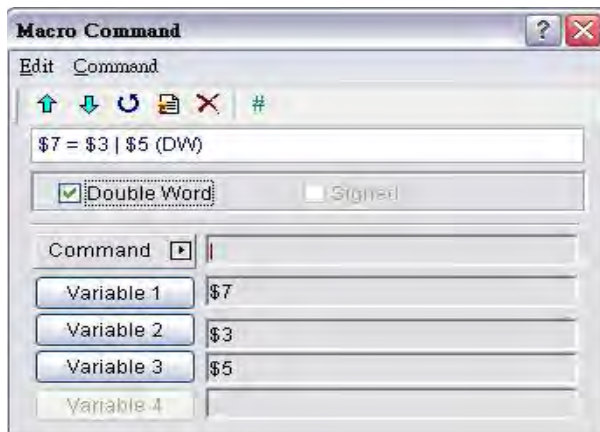 Macro Command
Edit Command
#
$7 = $3 | $5 (DW)
Double Word Signed
Command |
Variable 1 $7
Variable 2 $3
Variable 3 $5
Variable 4